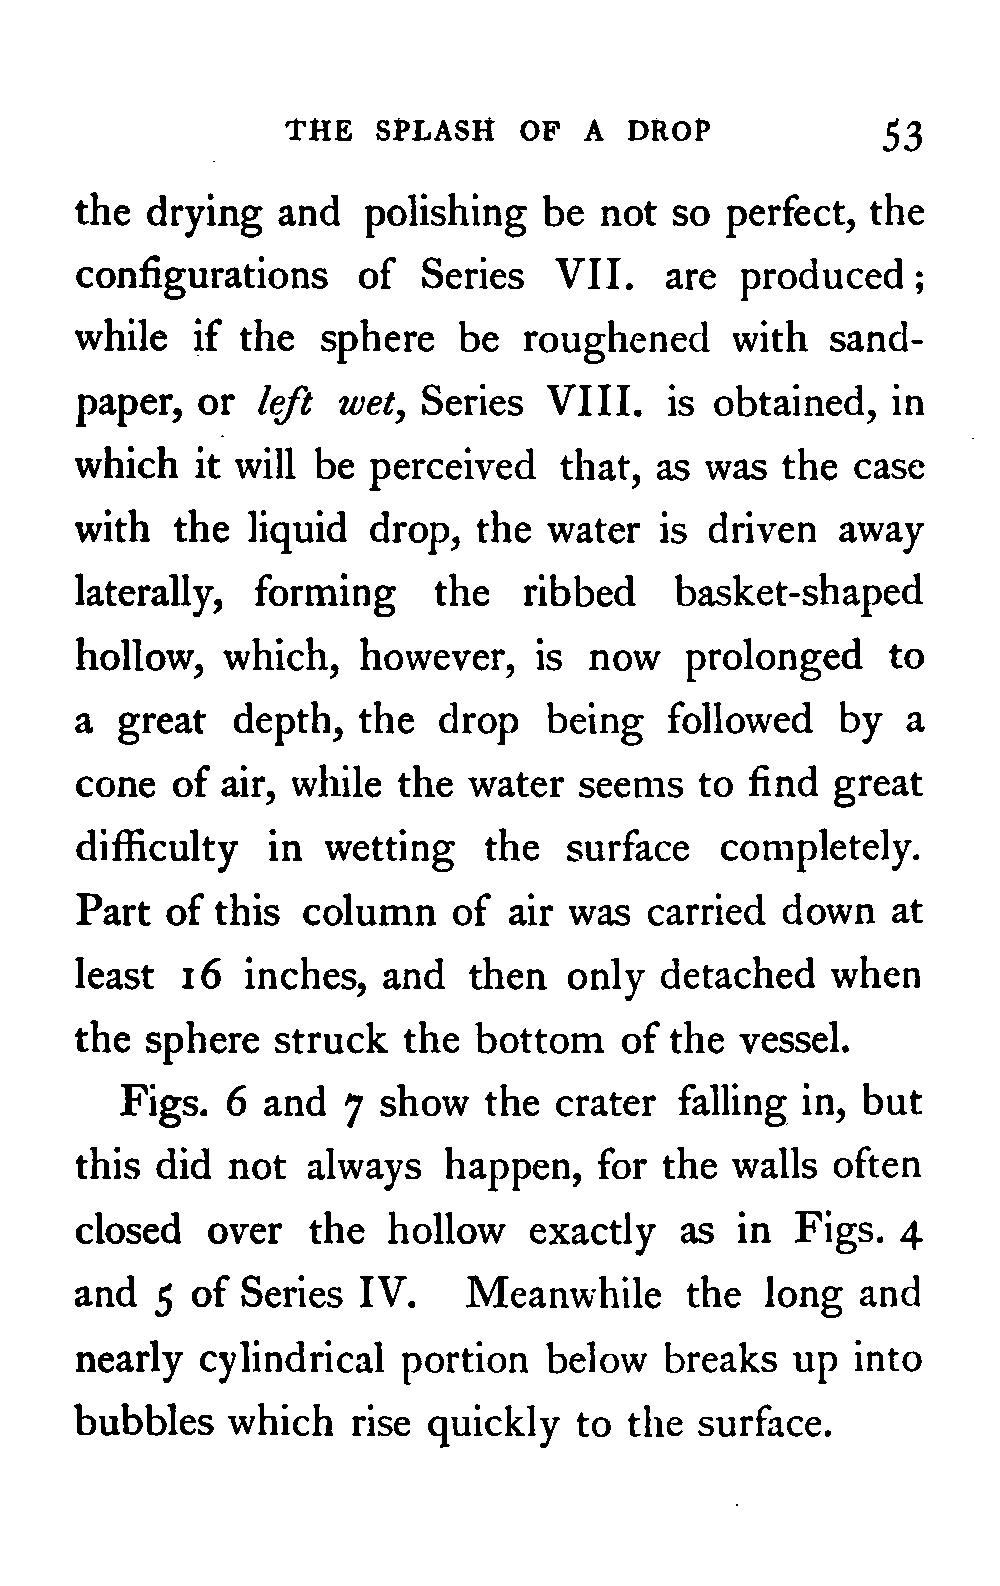 THE SPLASH OF A DROP 53
the drying and polishing be not so perfect, the
configurations of Series VII. are produced;
while if the sphere be roughened with sand-
paper, or left wet, Series VIII. is obtained, in
which it will be perceived that, as was the case
with the liquid drop, the water is driven away
laterally, forming the ribbed basket-shaped
hollow, which, however, is now prolonged to
a great depth, the drop being followed by a
cone of air, while the water seems to find great
difficulty in wetting the surface completely.
Part of this column of air was carried down at
least 16 inches, and then only detached when
the sphere struck the bottom of the vessel.
Figs. 6 and 7 show the crater falling in, but
this did not always happen, for the walls often
closed over the hollow exactly as in Figs. 4
and 5 of Series IV. Meanwhile the long and
nearly cylindrical portion below breaks up into
bubbles which rise quickly to the surface.